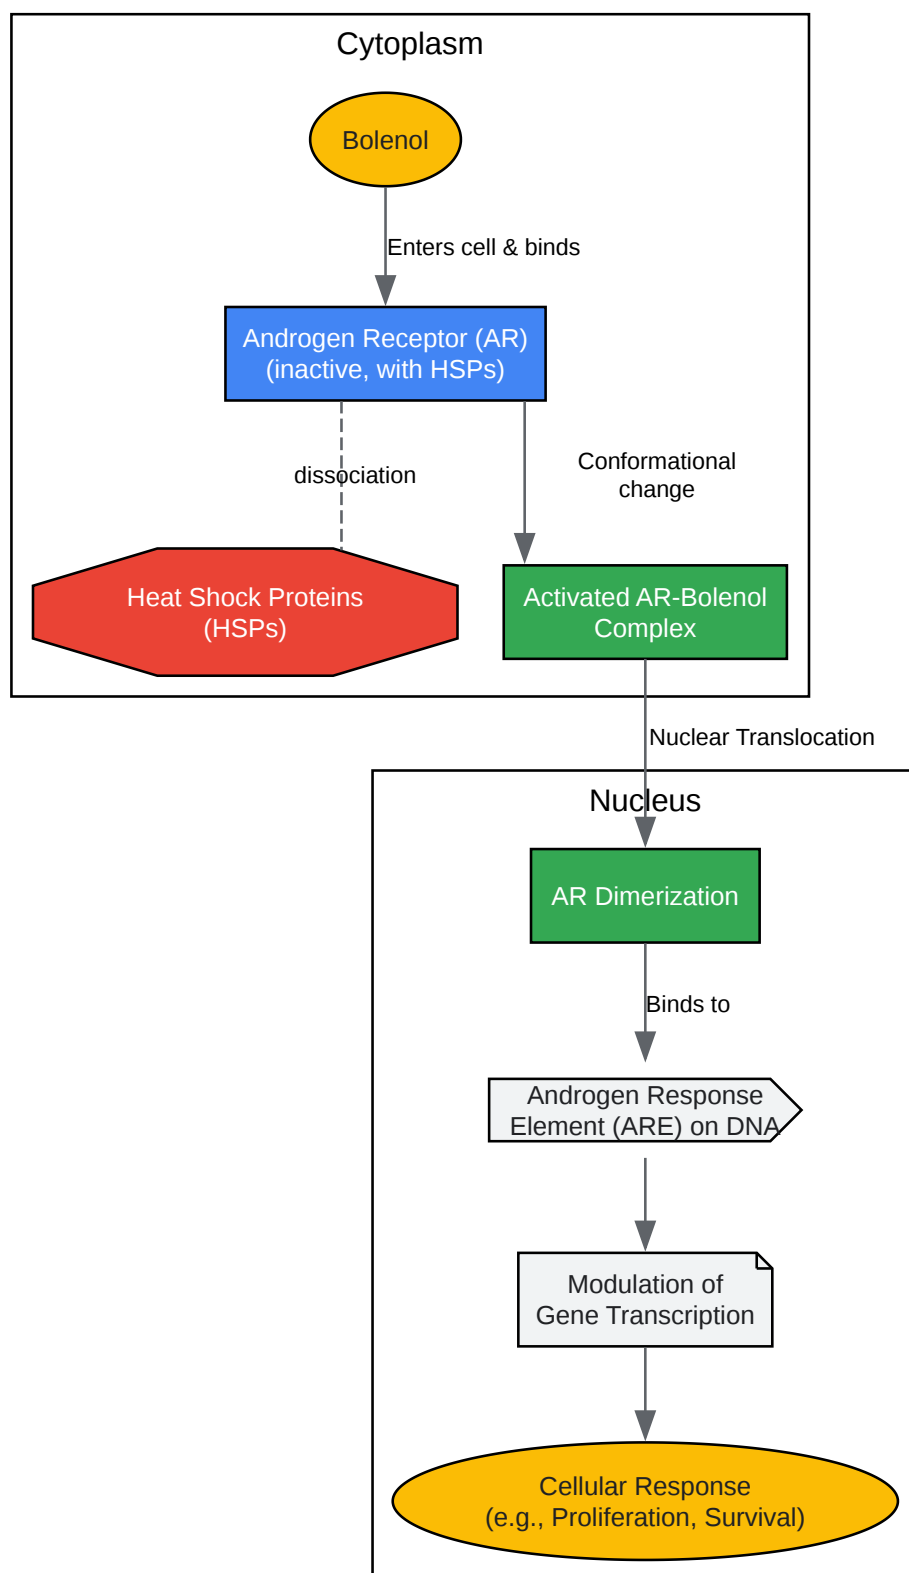 Cytoplasm
Bolenol
Enters cell & binds
Androgen Receptor (AR)
(inactive, with HSPs)
dissociation
Conformational
change
Heat Shock Proteins
(HSPs)
Activated AR-Bolenol
Complex
Nuclear Translocation
Nucleus
AR Dimerization
Binds to
Androgen Response
Element (ARE) on DNA
Modulation of
Gene Transcription
Cellular Response
(e.g., Proliferation, Survival)